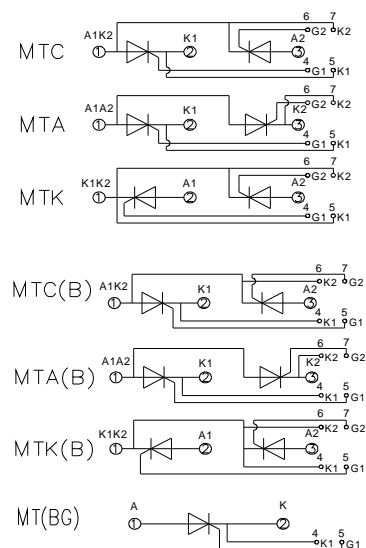 6 7
A1K2 K1 A2 G2 K2
MTC 1 2 3
4 5
G1 K1
6 7
A1A2 K1 K2 G2 K2
MTA 1 2 3
4 5
G1 K1
6 7
K1K2 A1 A2 G2 K2
MTK 1 2 3
4 5
G1 K1
6 7
A1K2 K1 A2 K2 G2
MTC(B) 1 2 3
4 5
K1 G1
6 7
A1A2 K1 K2 K2 G2
MTA(B) 1 2 3
4 5
K1 G1
6 7
K1K2 A1 A2 K2 G2
MTK(B) 1 2 3
4 5
K1 G1
A K
MT(BG) 1 2
4 5
K1 G1